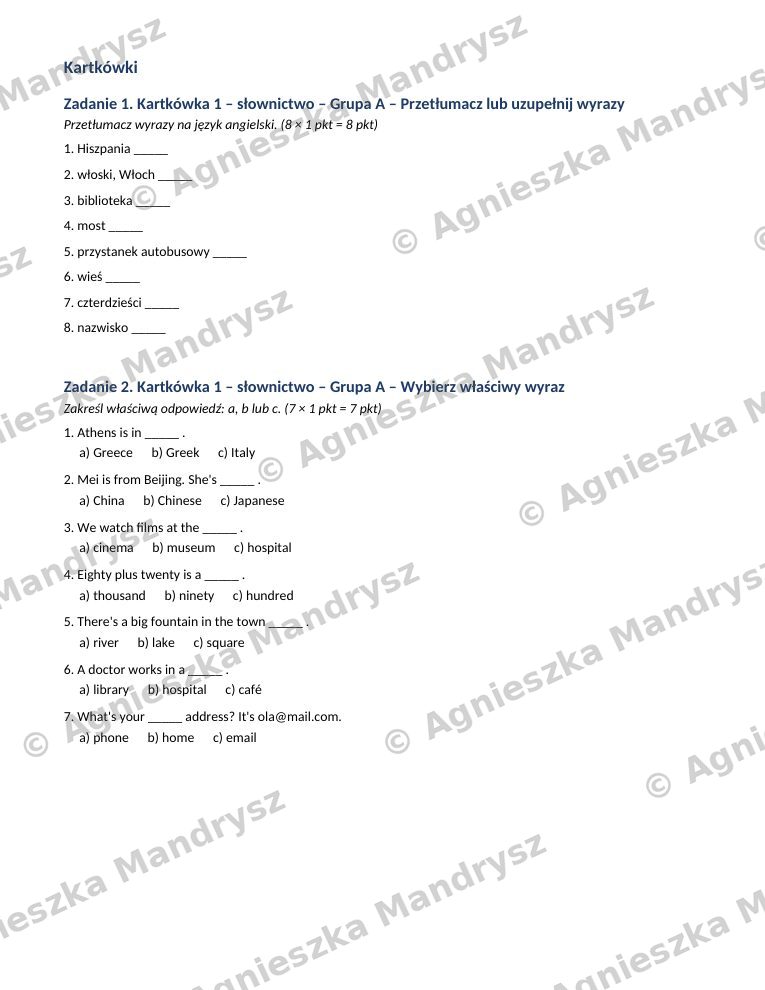 Kartkówki
Zadanie 1. Kartkówka 1 – słownictwo – Grupa A – Przetłumacz lub uzupełnij wyrazy
Przetłumacz wyrazy na język angielski. (8 × 1 pkt = 8 pkt)
1. Hiszpania _____
2. włoski, Włoch _____
3. biblioteka _____
4. most _____
5. przystanek autobusowy _____
6. wieś _____
7. czterdzieści _____
8. nazwisko _____
Zadanie 2. Kartkówka 1 – słownictwo – Grupa A – Wybierz właściwy wyraz
Zakreśl właściwą odpowiedź: a, b lub c. (7 × 1 pkt = 7 pkt)
1. Athens is in _____ .
a) Greece b) Greek c) Italy
2. Mei is from Beijing. She's _____ .
a) China b) Chinese c) Japanese
3. We watch films at the _____ .
a) cinema b) museum c) hospital
4. Eighty plus twenty is a _____ .
a) thousand b) ninety c) hundred
5. There's a big fountain in the town _____ .
a) river b) lake c) square
6. A doctor works in a _____ .
a) library b) hospital c) café
7. What's your _____ address? It's ola@mail.com.
a) phone b) home c) email
© Agnieszka Mandrysz